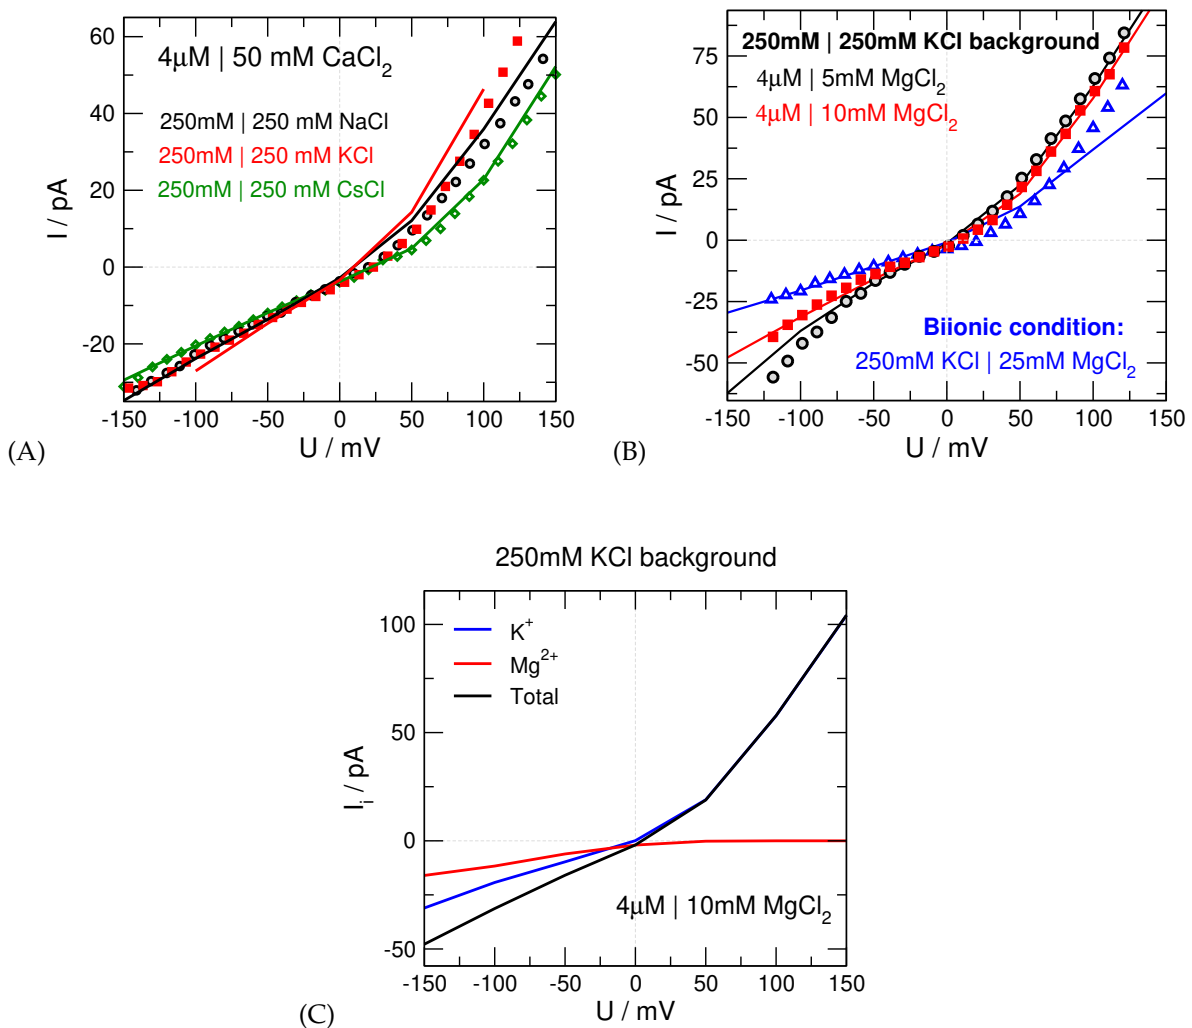 4μM | 50 mM CaCl2
250mM | 250 mM NaCl
250mM | 250 mM KCl
250mM | 250 mM CsCl
I / pA
60
40
20
0
-20
-150 -100 -50 0 50 100 150
U / mV
(A)
250mM | 250mM KCl background
4μM | 5mM MgCl2
4μM | 10mM MgCl2
Biionic condition:
250mM KCl | 25mM MgCl2
I / pA
75
50
25
0
-25
-50
-150 -100 -50 0 50 100 150
U / mV
(B)
250mM KCl background
K+
Mg2+
Total
4μM | 10mM MgCl2
Ii / pA
100
50
0
-50
-150 -100 -50 0 50 100 150
U / mV
(C)